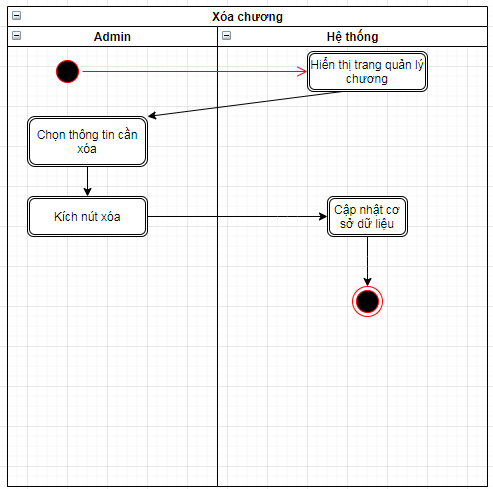 Xóa chương
Admin
Hệ thống
Hiển thị trang quản lý
chương
Chọn thông tin cần
xóa
Kích nút xóa
Cập nhật cơ
sở dữ liệu